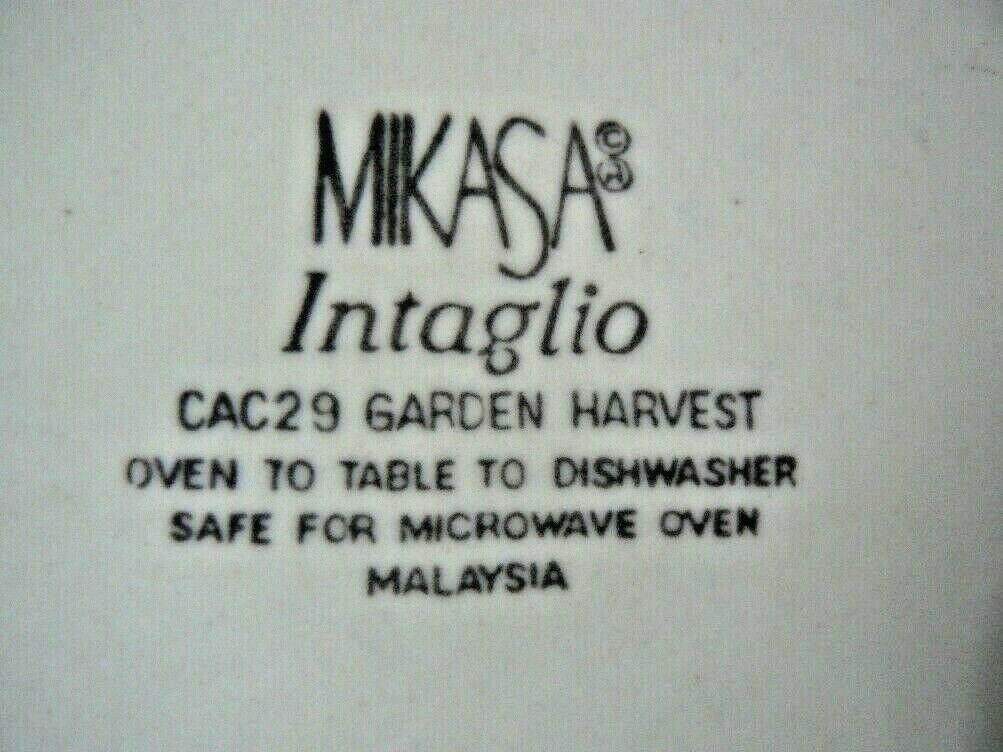 MIKASA©®
Intaglio
CAC29 GARDEN HARVEST
OVEN TO TABLE TO DISHWASHER
SAFE FOR MICROWAVE OVEN
MALAYSIA